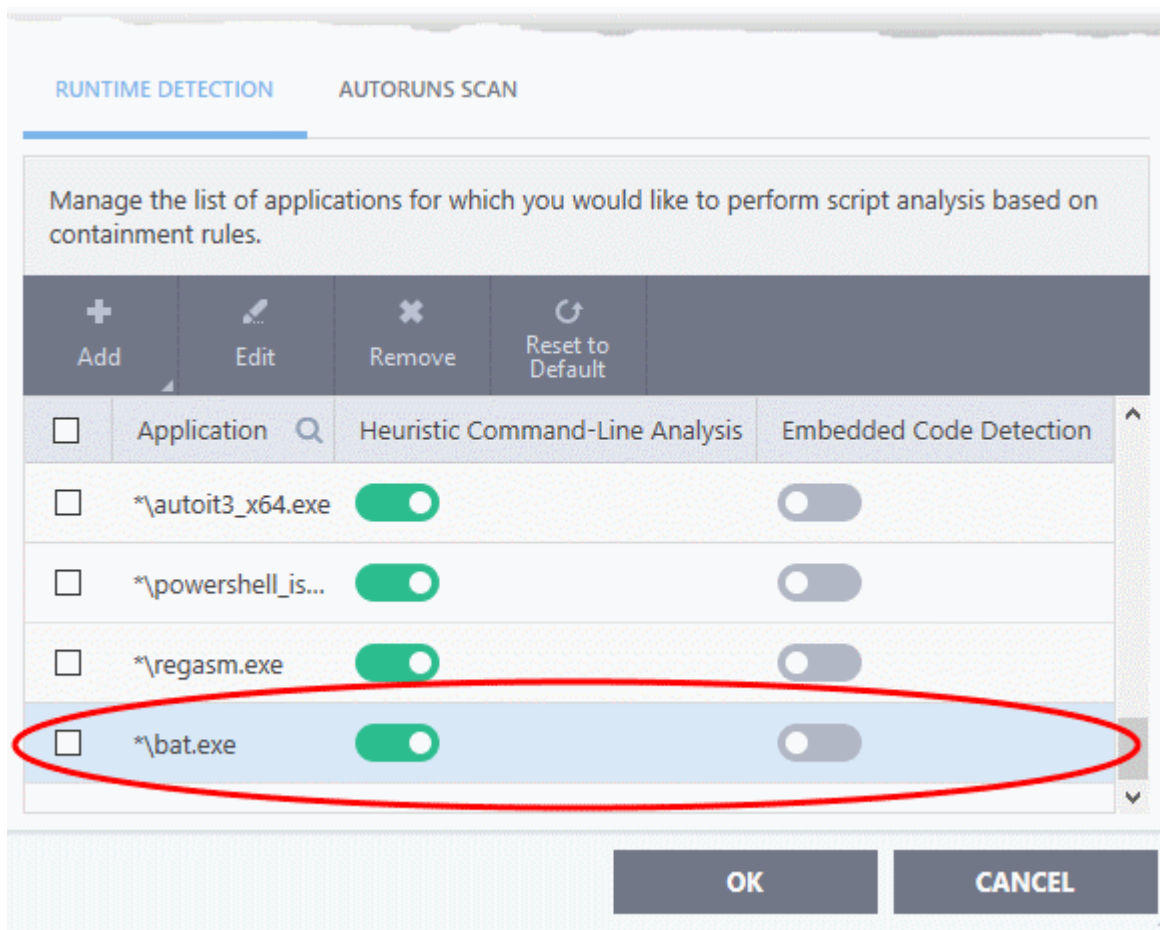 RUNTIME DETECTION AUTORUNS SCAN
Manage the list of applications for which you would like to perform script analysis based on
containment rules.
Add Edit Remove Reset to
Default
Application Heuristic Command-Line Analysis Embedded Code Detection
*\autoit3_x64.exe
*\powershell_is...
*\regasm.exe
*\bat.exe
OK CANCEL